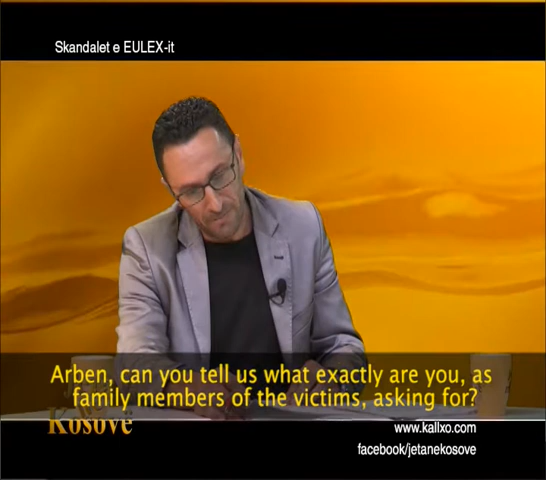 Skandalet e EULEX-it
Arben, can you tell us what exactly are you, as
family members of the victims, asking for?
Kosovë
www.kallxo.com
facebook/jetanekosove